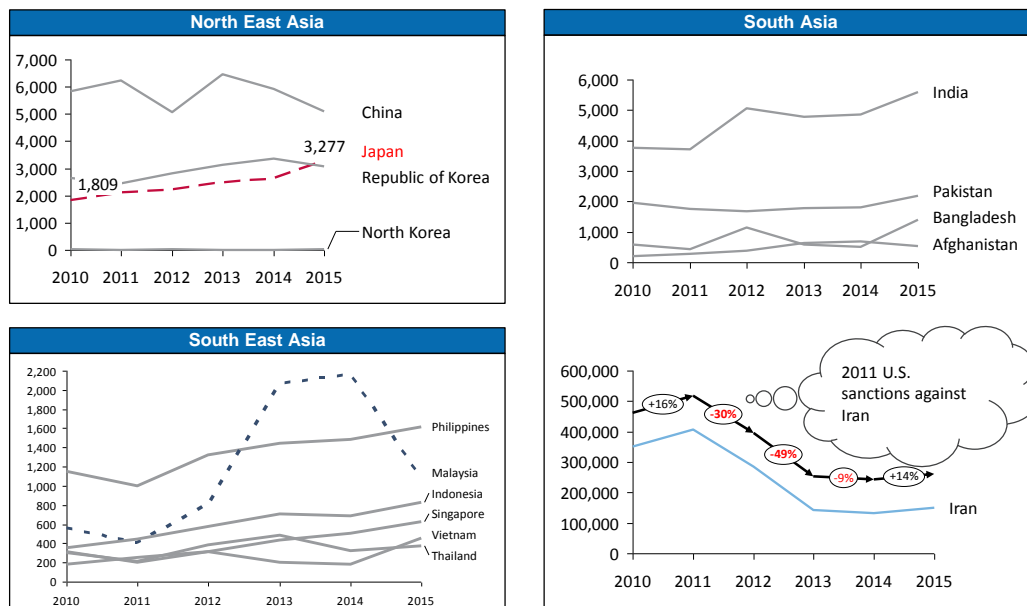 North East Asia
7,000
6,000
5,000
4,000
3,000
2,000
1,000
0
2010 2011 2012 2013 2014 2015
1,809
3,277
China
Japan
Republic of Korea
North Korea
South East Asia
2,200
2,000
1,800
1,600
1,400
1,200
1,000
800
600
400
200
0
2010 2011 2012 2013 2014 2015
Philippines
Malaysia
Indonesia
Singapore
Vietnam
Thailand
South Asia
6,000
5,000
4,000
3,000
2,000
1,000
0
2010 2011 2012 2013 2014 2015
India
Pakistan
Bangladesh
Afghanistan
600,000
500,000
400,000
300,000
200,000
100,000
0
2010 2011 2012 2013 2014 2015
+16%
-30%
-49%
-9%
+14%
2011 U.S.
sanctions against
Iran
Iran